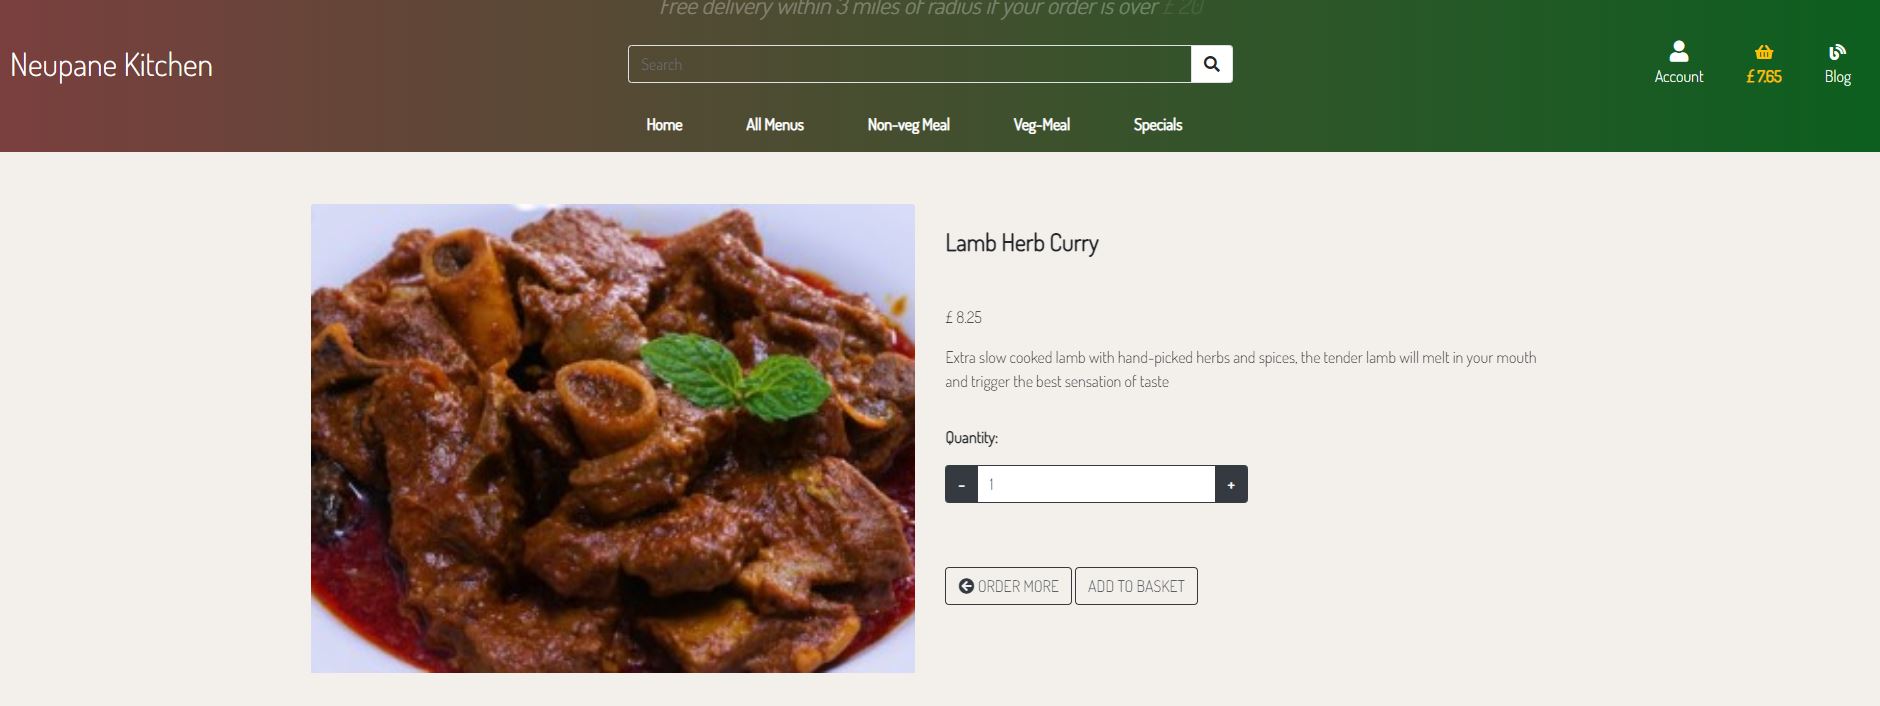 Free delivery within 3 miles of radius if your order is over £ 20
Neupane Kitchen
Search
Account
£ 7.65
Blog
Home
All Menus
Non-veg Meal
Veg-Meal
Specials
Lamb Herb Curry
£ 8.25
Extra slow cooked lamb with hand-picked herbs and spices, the tender lamb will melt in your mouth
and trigger the best sensation of taste
Quantity:
- 1 +
ORDER MORE
ADD TO BASKET